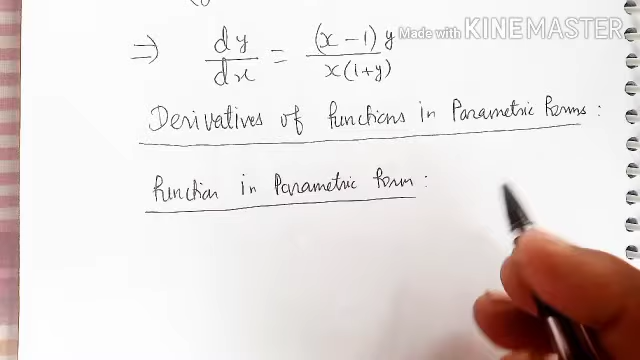 ⇒ dy/dx = (x - 1) y / x(1+y)
Made with KINEMASTER
Derivatives of functions in Parametric forms :
function in Parametric form :